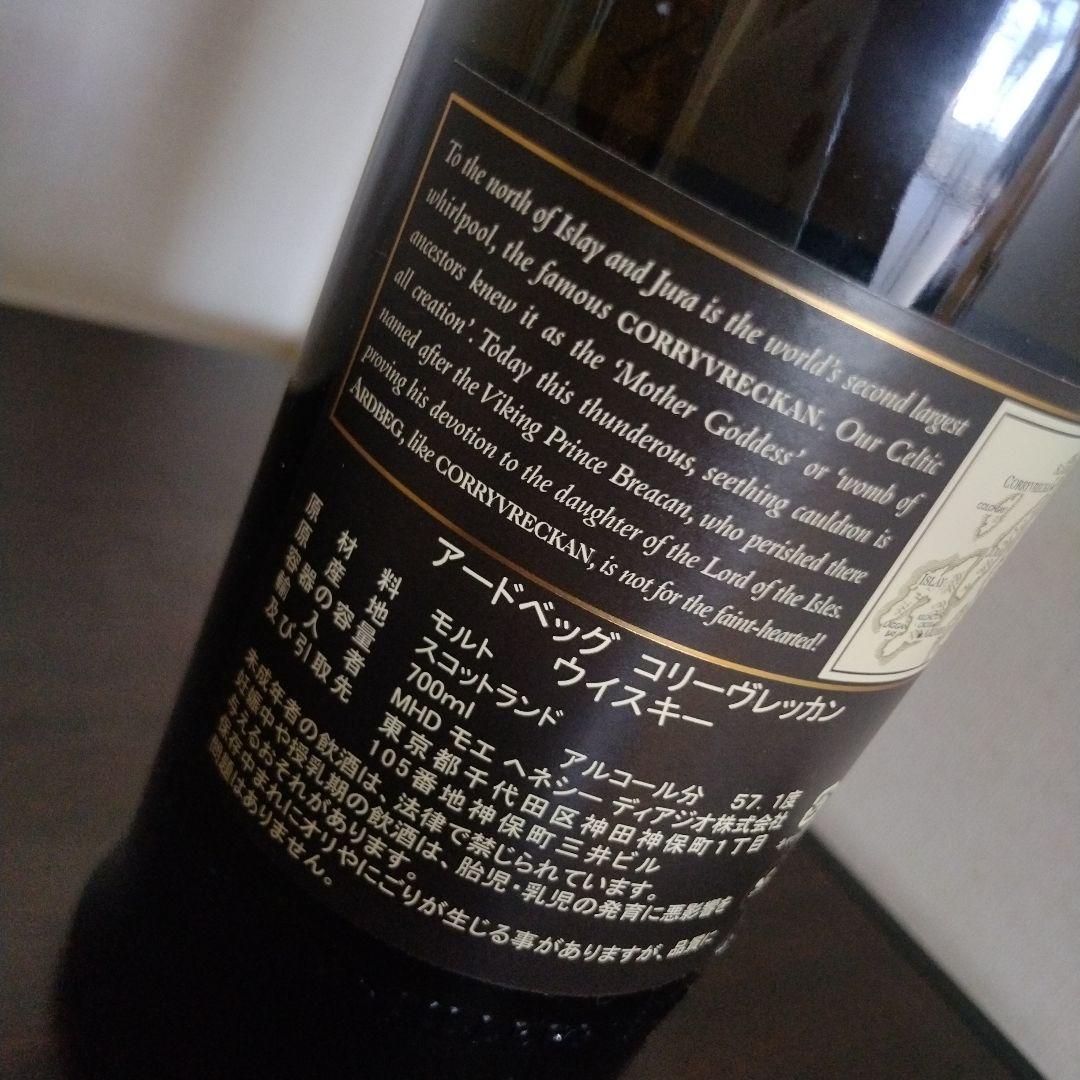 To the north of Islay and Jura is the world's second largest
whirlpool, the famous CORRYVRECKAN. Our Celtic
ancestors knew it as the 'Mother Goddess' or 'womb of
all creation'. Today this thunderous, seething cauldron is
named after the Viking Prince Breacan, who perished there
proving his devotion to the daughter of the Lord of the Isles.
ARDBEG, like CORRYVRECKAN, is not for the faint-hearted!
COLONSAY
ISLAY
アードベッグ コリーヴレッカン
ウイスキー
原材料 モルト
原産地 スコットランド アルコール分 57.1度
容器の容量 700ml
輸入者 MHD モエ ヘネシー ディアジオ株式会社
及び引取先 東京都千代田区神田神保町1丁目
105番地神保町三井ビル
未成年者の飲酒は、法律で禁じられています。
妊娠中や授乳期の飲酒は、胎児・乳児の発育に悪影響を
与えるおそれがあります。
保存中まれにオリやにごりが生じる事がありますが、品質に
問題はありません。